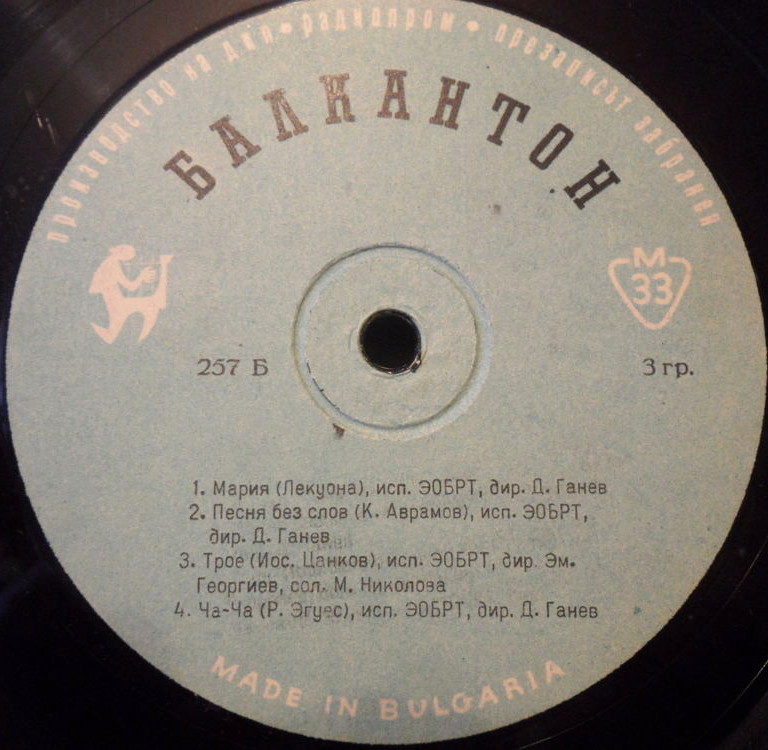 производство на джп • радиопром • презаписът забранен
БАЛКАНТОН
М
33
257 Б
3 гр.
1. Мария (Лекуона), исп. ЭОБРТ, дир. Д. Ганев
2. Песня без слов (К. Аврамов), исп. ЭОБРТ,
дир. Д. Ганев
3. Трое (Иос. Цанков), исп. ЭОБРТ, дир. Эм.
Георгиев, сол. М. Николова
4. Ча-Ча (Р. Эгуес), исп. ЭОБРТ, дир. Д. Ганев
MADE IN BULGARIA